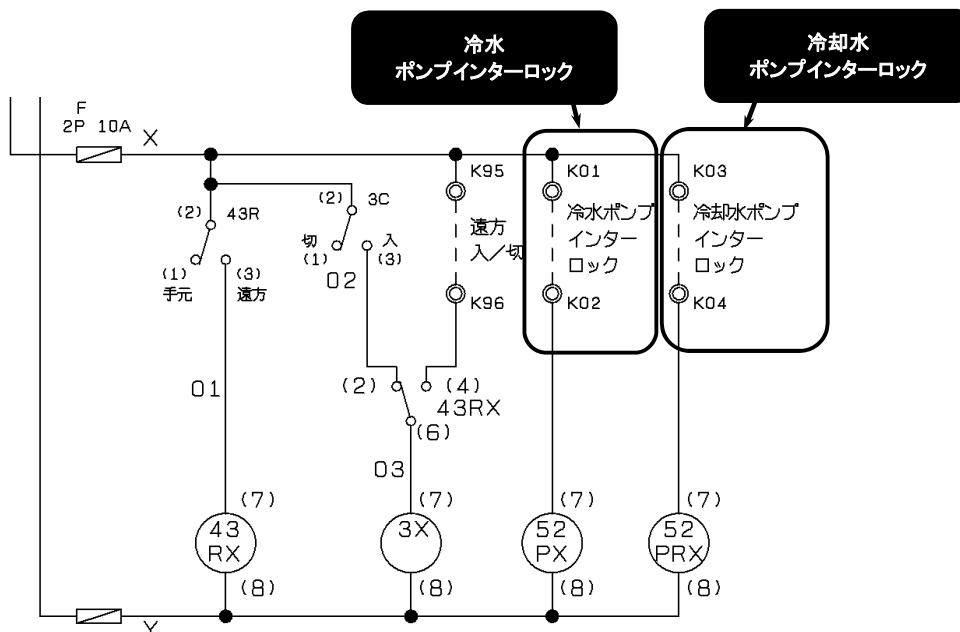 冷水
ポンプインターロック
冷却水
ポンプインターロック
F
2P 10A
X
K95
K01
K03
(2)
43R
(2)
3C
遠方
入/切
冷水ポンプ
インター
ロック
冷却水ポンプ
インター
ロック
切
(1)
入
(3)
02
(1)
手元
(3)
遠方
K96
K02
K04
01
(2)
(4)
43RX
(6)
03
(7)
(7)
(7)
(7)
43
RX
3X
52
PX
52
PRX
(8)
(8)
(8)
(8)
Y